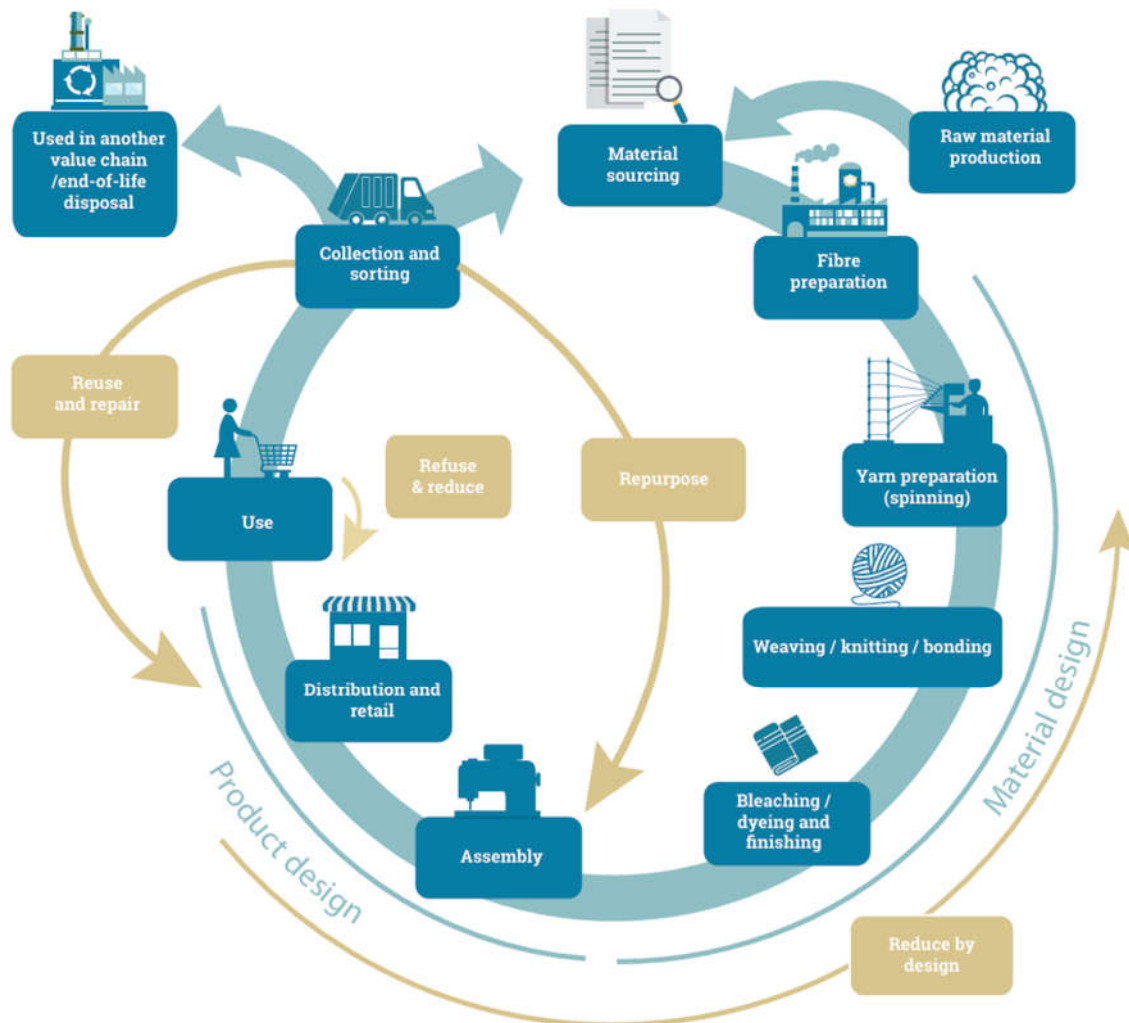 Used in another
value chain
/end-of-life
disposal
Material
sourcing
Raw material
production
Collection and
sorting
Fibre
preparation
Reuse
and repair
Refuse
& reduce
Repurpose
Yarn preparation
(spinning)
Use
Weaving / knitting / bonding
Distribution and
retail
Bleaching /
dyeing and
finishing
Assembly
Product design
Material design
Reduce by
design